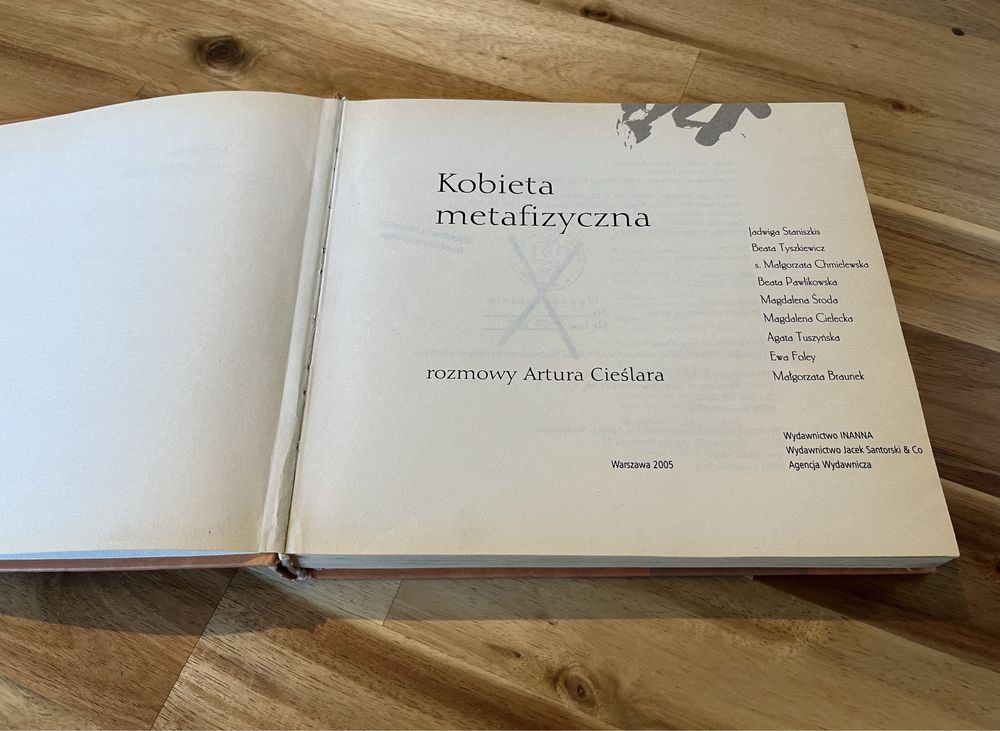 Kobieta
metafizyczna
Jadwiga Staniszkis
Beata Tyszkiewicz
s. Małgorzata Chmielewska
Beata Pawlikowska
Magdalena Środa
Magdalena Cielecka
Agata Tuszyńska
Ewa Foley
Małgorzata Braunek
rozmowy Artura Cieślara
Warszawa 2005
Wydawnictwo INANNA
Wydawnictwo Jacek Santorski & Co
Agencja Wydawnicza